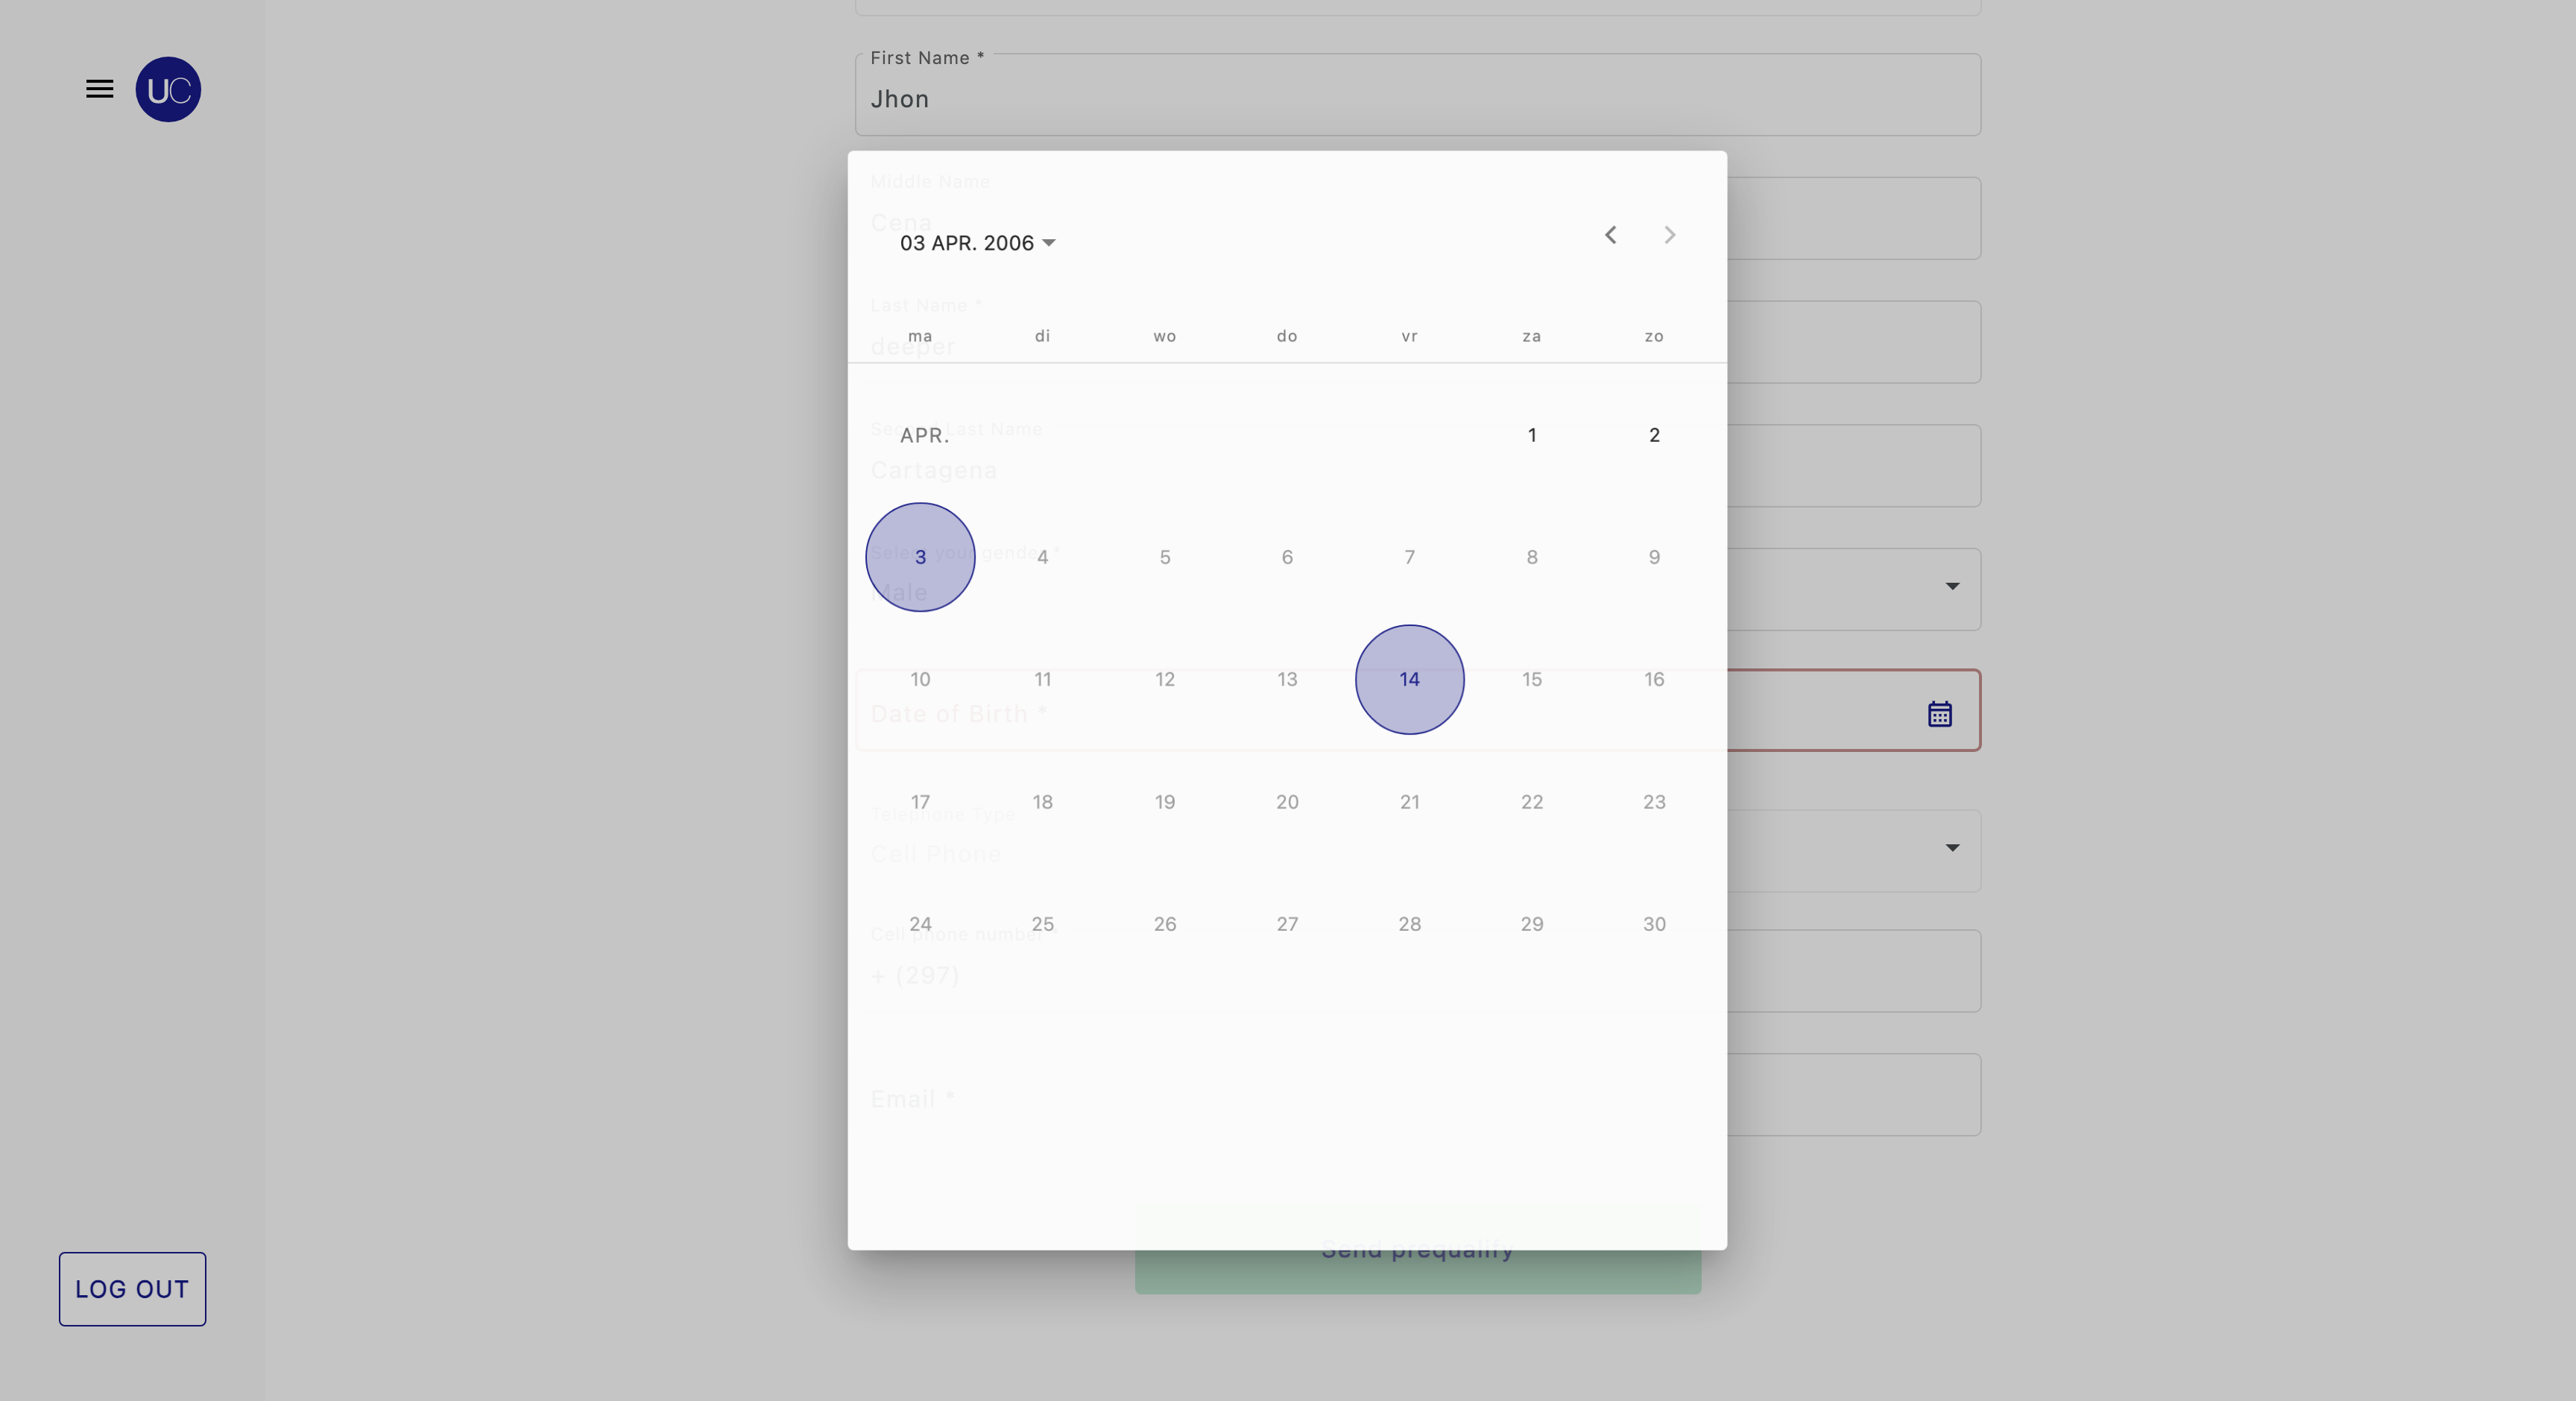 First Name *
UC
Jhon
Middle Name
Cena
03 APR. 2006
Last Name *
ma di wo do vr za zo
deeper
APR. 1 2
Last Name
Cartagena
3 4 5 6 7 8 9
Select your gender *
Male
10 11 12 13 14 15 16
Date of Birth *
17 18 19 20 21 22 23
Telephone Type
Cell Phone
24 25 26 27 28 29 30
Cell phone number *
+ (297)
Email *
Send prequalify
LOG OUT